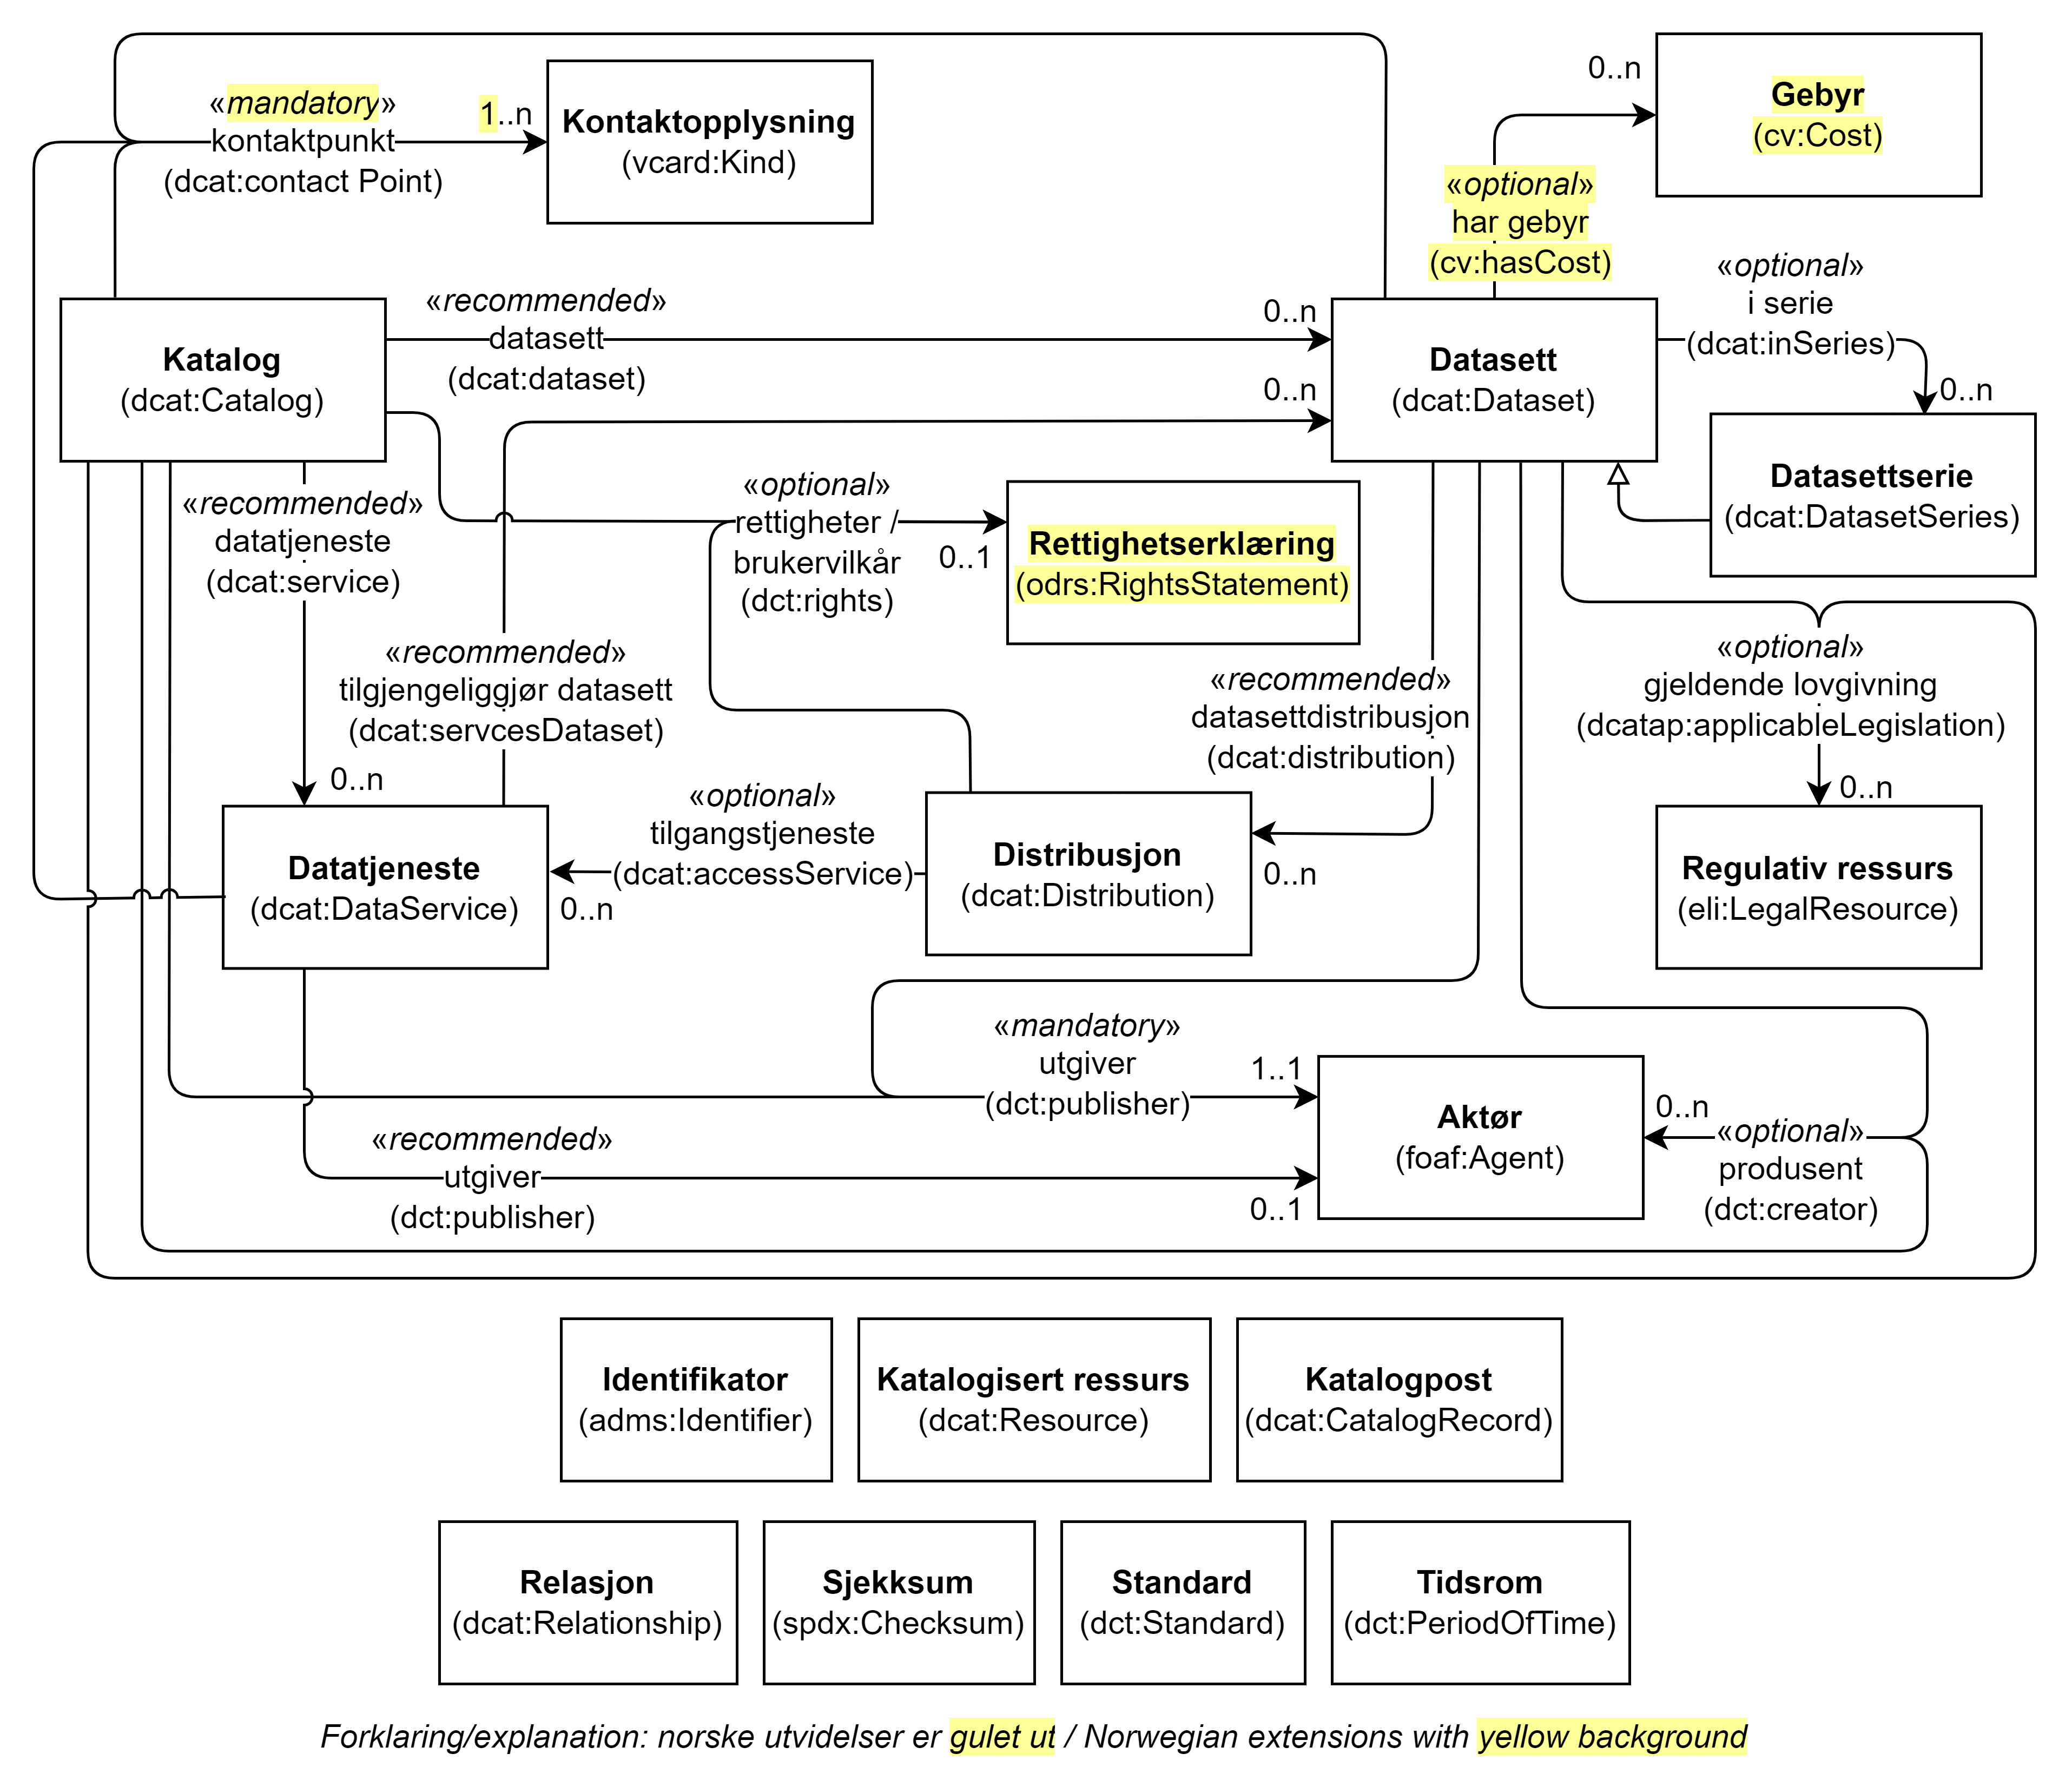 «mandatory»
kontaktpunkt
(dcat:contact Point)
1..n
Kontaktopplysning
(vcard:Kind)
0..n
Gebyr
(cv:Cost)
«optional»
har gebyr
(cv:hasCost)
«optional»
i serie
(dcat:inSeries)
0..n
Katalog
(dcat:Catalog)
«recommended»
datasett
(dcat:dataset)
0..n
0..n
Datasett
(dcat:Dataset)
Datasettserie
(dcat:DatasetSeries)
«recommended»
datatjeneste
(dcat:service)
«optional»
rettigheter /
brukervilkår
(dct:rights)
0..1
Rettighetserklæring
(odrs:RightsStatement)
«recommended»
tilgjengeliggjør datasett
(dcat:servcesDataset)
«recommended»
datasettdistribusjon
(dcat:distribution)
«optional»
gjeldende lovgivning
(dcatap:applicableLegislation)
0..n
0..n
Datatjeneste
(dcat:DataService)
«optional»
tilgangstjeneste
(dcat:accessService)
0..n
Distribusjon
(dcat:Distribution)
0..n
Regulativ ressurs
(eli:LegalResource)
«mandatory»
utgiver
(dct:publisher)
1..1
«recommended»
utgiver
(dct:publisher)
0..1
Aktør
(foaf:Agent)
0..n
«optional»
produsent
(dct:creator)
Identifikator
(adms:Identifier)
Katalogisert ressurs
(dcat:Resource)
Katalogpost
(dcat:CatalogRecord)
Relasjon
(dcat:Relationship)
Sjekksum
(spdx:Checksum)
Standard
(dct:Standard)
Tidsrom
(dct:PeriodOfTime)
Forklaring/explanation: norske utvidelser er gulet ut / Norwegian extensions with yellow background